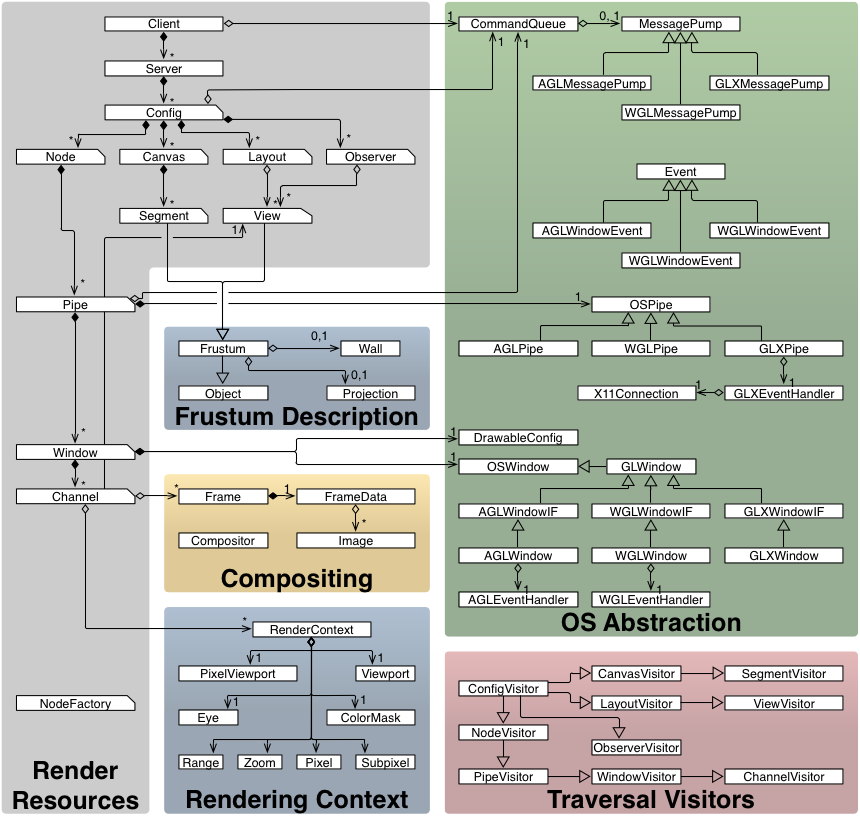 Client
1
CommandQueue
0,1
MessagePump
*
1
1
Server
AGLMessagePump
GLXMessagePump
*
Config
WGLMessagePump
*
*
*
*
Node
Canvas
Layout
Observer
Event
*
*
*
Segment
View
1
AGLWindowEvent
WGLWindowEvent
WGLWindowEvent
*
Pipe
1
OSPipe
0,1
Frustum
Wall
AGLPipe
WGLPipe
GLXPipe
0,1
1
1
Object
Projection
X11Connection
GLXEventHandler
Frustum Description
*
1
DrawableConfig
Window
1
OSWindow
GLWindow
*
Channel
*
Frame
1
FrameData
AGLWindowIF
WGLWindowIF
GLXWindowIF
*
Compositor
Image
AGLWindow
WGLWindow
GLXWindow
Compositing
1
1
AGLEventHandler
WGLEventHandler
OS Abstraction
*
RenderContext
1
1
PixelViewport
Viewport
CanvasVisitor
SegmentVisitor
ConfigVisitor
1
1
NodeFactory
Eye
ColorMask
LayoutVisitor
ViewVisitor
NodeVisitor
ObserverVisitor
Range
Zoom
Pixel
Subpixel
PipeVisitor
WindowVisitor
ChannelVisitor
Render
Resources
Rendering Context
Traversal Visitors